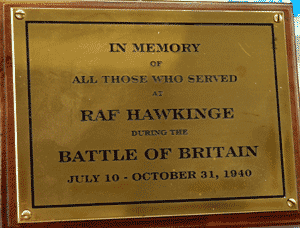 IN MEMORY
OF
ALL THOSE WHO SERVED
AT
RAF HAWKINGE
DURING THE
BATTLE OF BRITAIN
JULY 10 - OCTOBER 31, 1940